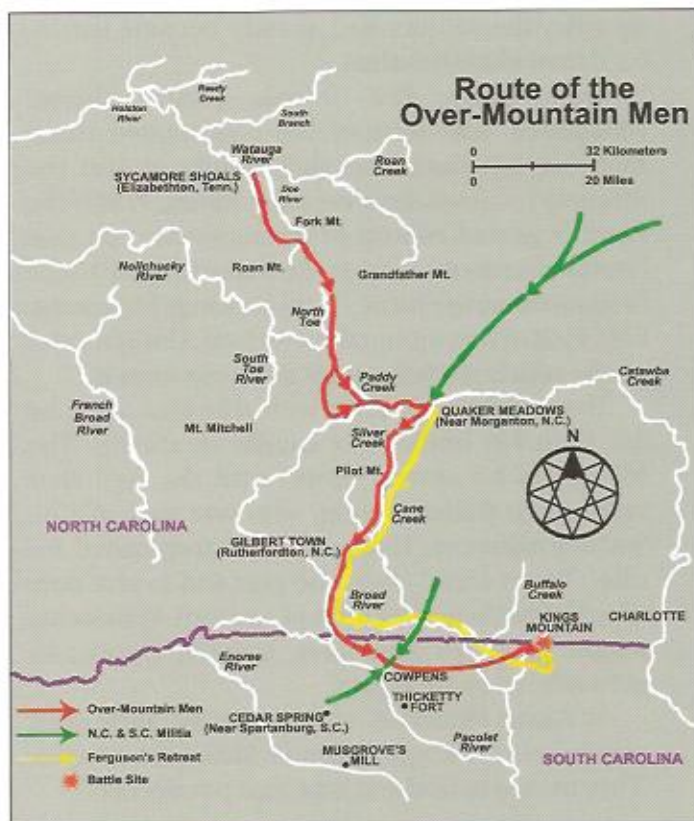 Route of the
Over-Mountain Men
0
32 Kilometers
0
20 Miles
Holston
River
Reedy
Creek
South
Branch
Watauga
River
Roan
Creek
SYCAMORE SHOALS
(Elizabethton, Tenn.)
Doe
River
Fork Mt.
Roan Mt.
Grandfather Mt.
Nolichucky
River
North
Toe
South
Toe
River
Paddy
Creek
Catawba
Creek
French
Broad
River
Mt. Mitchell
QUAKER MEADOWS
(Near Morganton, N.C.)
Silver
Creek
Pilot Mt.
N
Cane
Creek
NORTH CAROLINA
GILBERT TOWN
(Rutherfordton, N.C.)
Broad
River
Buffalo
Creek
KINGS
MOUNTAIN
CHARLOTTE
Enoree
River
COWPENS
THICKETTY
FORT
CEDAR SPRING
(Near Spartanburg, S.C.)
Pacolet
River
MUSGROVE'S
MILL
SOUTH CAROLINA
Over-Mountain Men
N.C. & S.C. Militia
Ferguson's Retreat
Battle Site